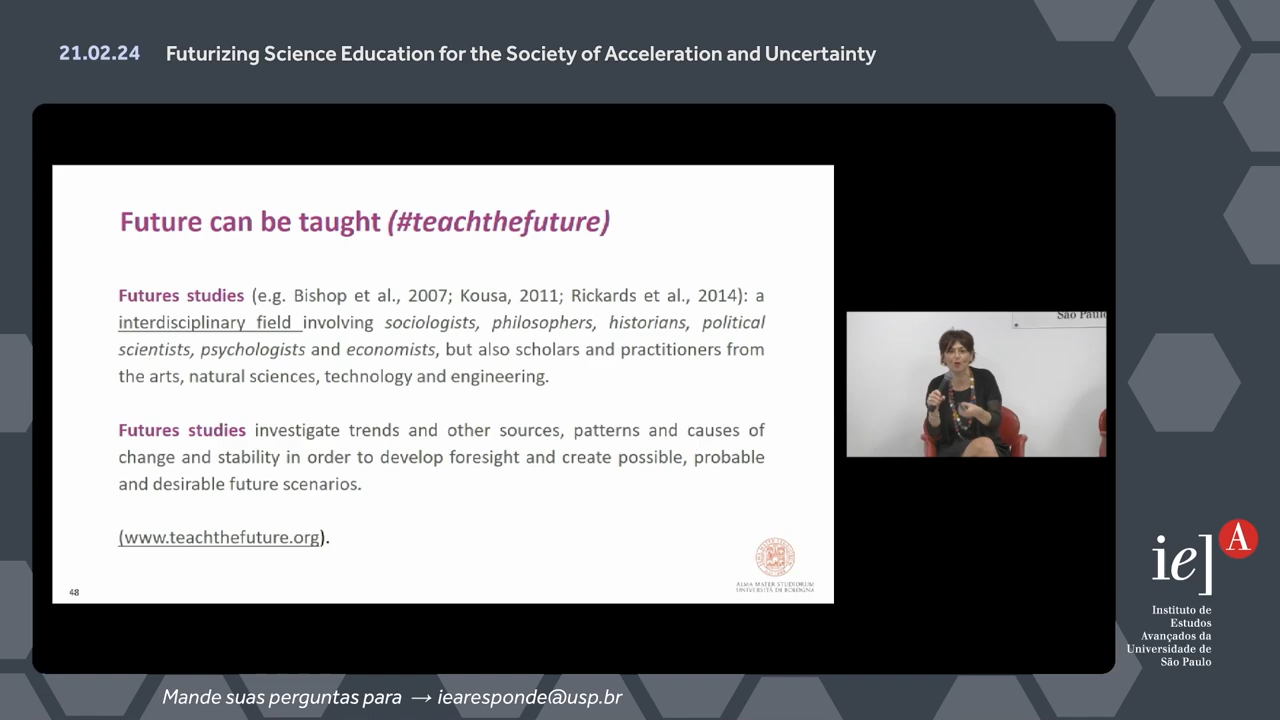 21.02.24 Futurizing Science Education for the Society of Acceleration and Uncertainty
Future can be taught (#teachthefuture)
Futures studies (e.g. Bishop et al., 2007; Kousa, 2011; Rickards et al., 2014): a
interdisciplinary field involving sociologists, philosophers, historians, political
scientists, psychologists and economists, but also scholars and practitioners from
the arts, natural sciences, technology and engineering.
Futures studies investigate trends and other sources, patterns and causes of
change and stability in order to develop foresight and create possible, probable
and desirable future scenarios.
(www.teachthefuture.org).
48
ALMA MATER STUDIORUM
UNIVERSITÀ DI BOLOGNA
São Paulo
ie] A
Instituto de
Estudos
Avançados da
Universidade de
São Paulo
Mande suas perguntas para → iearesponde@usp.br